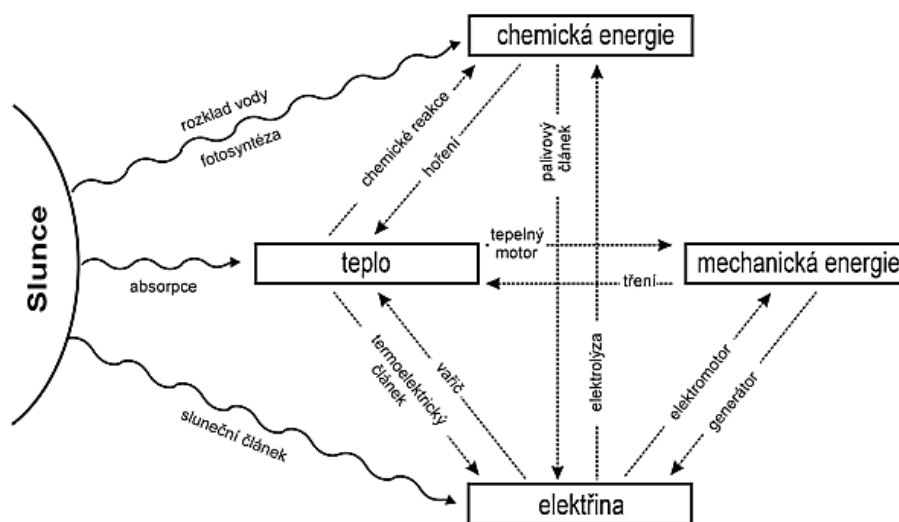 chemická energie
rozklad vody
fotosyntéza
chemické reakce
hoření
palivový
článek
Slunce
absorpce
teplo
tepelný
motor
tření
mechanická energie
sluneční článek
termoelektrický
článek
vařič
elektrolýza
elektromotor
generátor
elektřina